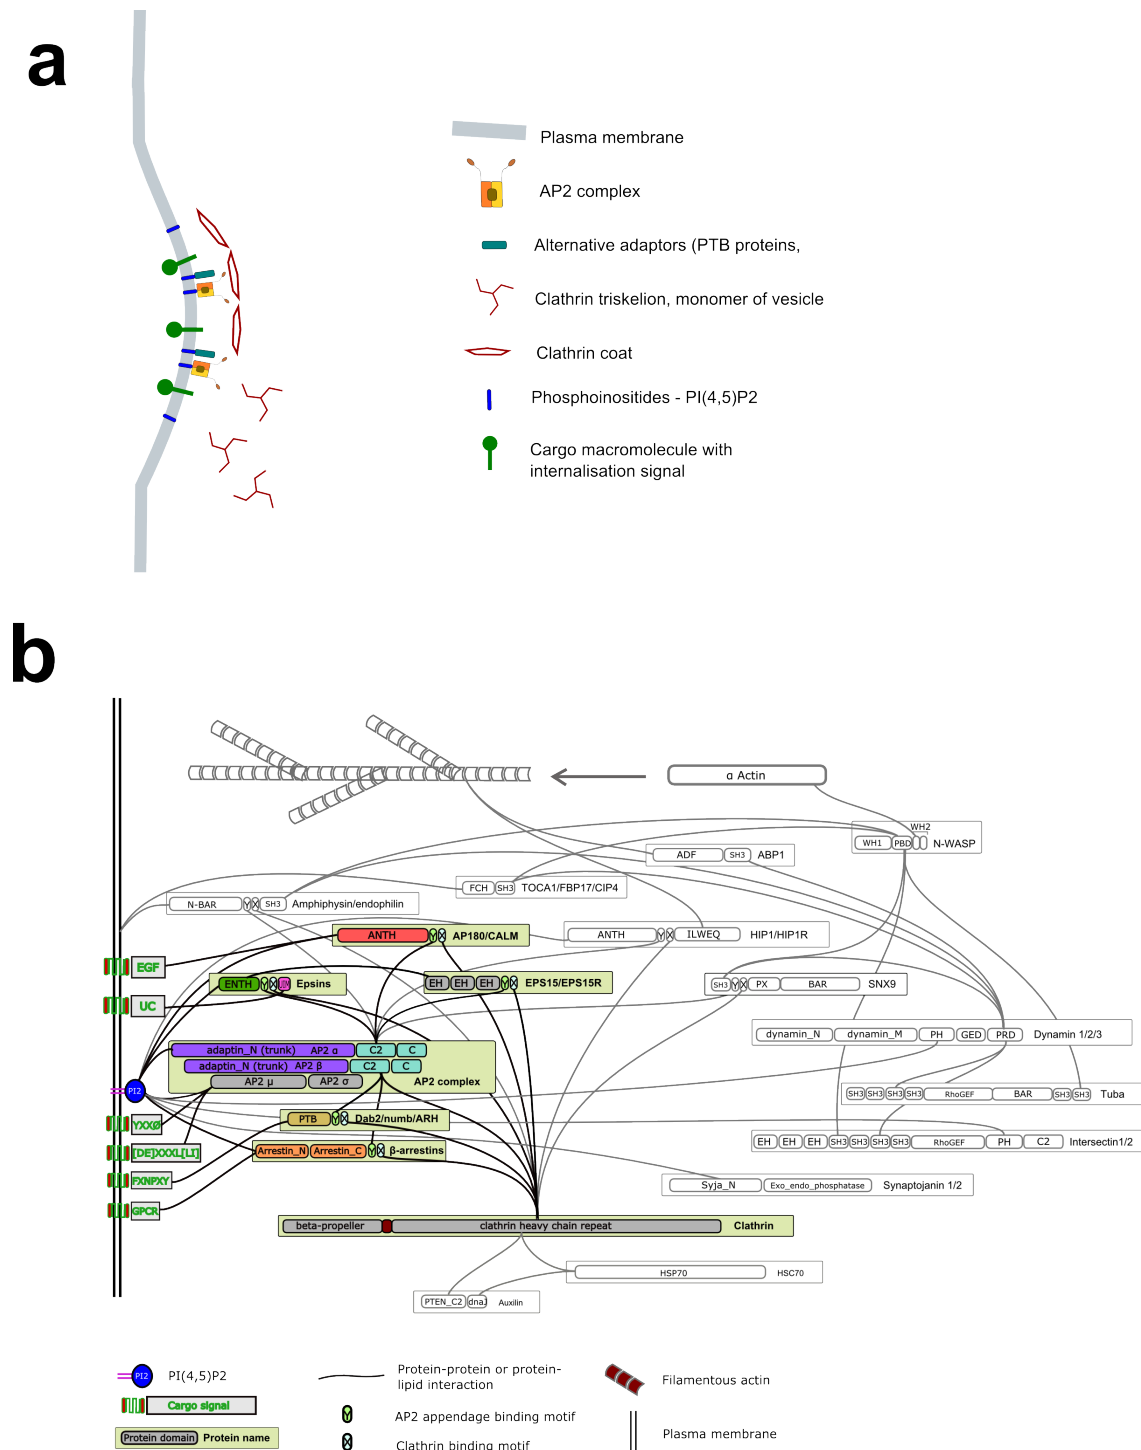 a
Plasma membrane
AP2 complex
Alternative adaptors (PTB proteins,
Clathrin triskelion, monomer of vesicle
Clathrin coat
Phosphoinositides - PI(4,5)P2
Cargo macromolecule with
internalisation signal
b
α Actin
WH2
WH1 PBD N-WASP
ADF SH3 ABP1
FCH SH3 TOCA1/FBP17/CIP4
N-BAR Y X SH3 Amphiphysin/endophilin
ANTH Y X AP180/CALM
ANTH Y X ILWEQ HIP1/HIP1R
EGF
ENTH Y X UIM Epsins
EH EH EH Y X EPS15/EPS15R
SH3 Y X PX BAR SNX9
UC
dynamin_N dynamin_M PH GED PRD Dynamin 1/2/3
adaptin_N (trunk) AP2 α C2 C
adaptin_N (trunk) AP2 β C2 C
AP2 μ AP2 σ AP2 complex
PI2
SH3 SH3 SH3 SH3 RhoGEF BAR SH3 SH3 Tuba
YXXØ
PTB Y X Dab2/numb/ARH
EH EH EH SH3 SH3 SH3 SH3 RhoGEF PH C2 Intersectin1/2
[DE]XXXL[LI]
Arrestin_N Arrestin_C Y X β-arrestins
FXNPXY
Syja_N Exo_endo_phosphatase Synaptojanin 1/2
GPCR
beta-propeller clathrin heavy chain repeat Clathrin
HSP70 HSC70
PTEN_C2 dnaJ Auxilin
PI2 PI(4,5)P2
Cargo signal
Protein domain Protein name
Protein-protein or protein-
lipid interaction
Y AP2 appendage binding motif
X Clathrin binding motif
Filamentous actin
Plasma membrane